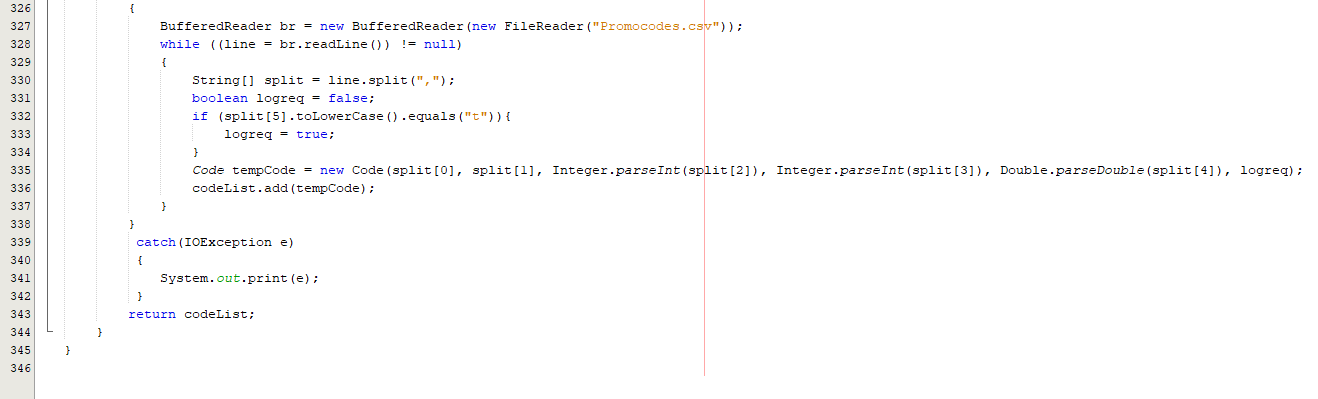 326 {
327 BufferedReader br = new BufferedReader(new FileReader("Promocodes.csv"));
328 while ((line = br.readLine()) != null)
329 {
330 String[] split = line.split(",");
331 boolean logreq = false;
332 if (split[5].toLowerCase().equals("t")){
333 logreq = true;
334 }
335 Code tempCode = new Code(split[0], split[1], Integer.parseInt(split[2]), Integer.parseInt(split[3]), Double.parseDouble(split[4]), logreq);
336 codeList.add(tempCode);
337 }
338 }
339 catch(IOException e)
340 {
341 System.out.print(e);
342 }
343 return codeList;
344 }
345 }
346